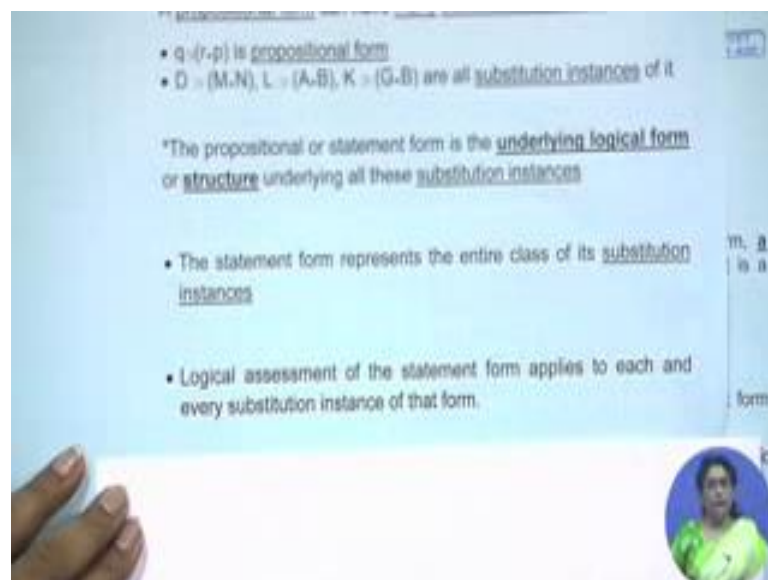 • q⊃(r•p) is propositional form
• D ⊃ (M•N), L ⊃ (A•B), K ⊃ (G•B) are all substitution instances of it
*The propositional or statement form is the underlying logical form
or structure underlying all these substitution instances
• The statement form represents the entire class of its substitution
instances
• Logical assessment of the statement form applies to each and
every substitution instance of that form.
m, a
is a
form